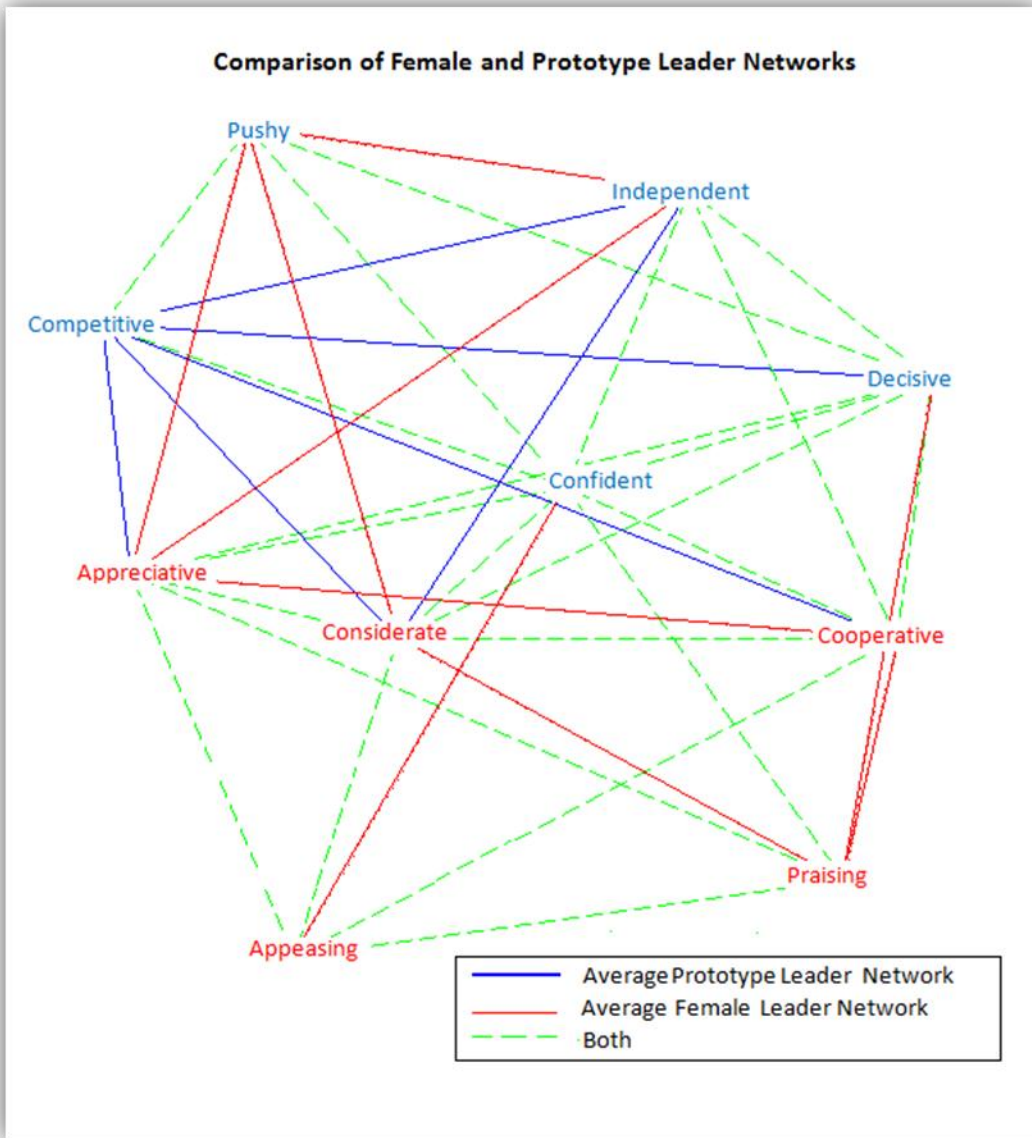 Comparison of Female and Prototype Leader Networks
Pushy
Independent
Competitive
Decisive
Confident
Appreciative
Considerate
Cooperative
Praising
Appeasing
Average Prototype Leader Network
Average Female Leader Network
Both